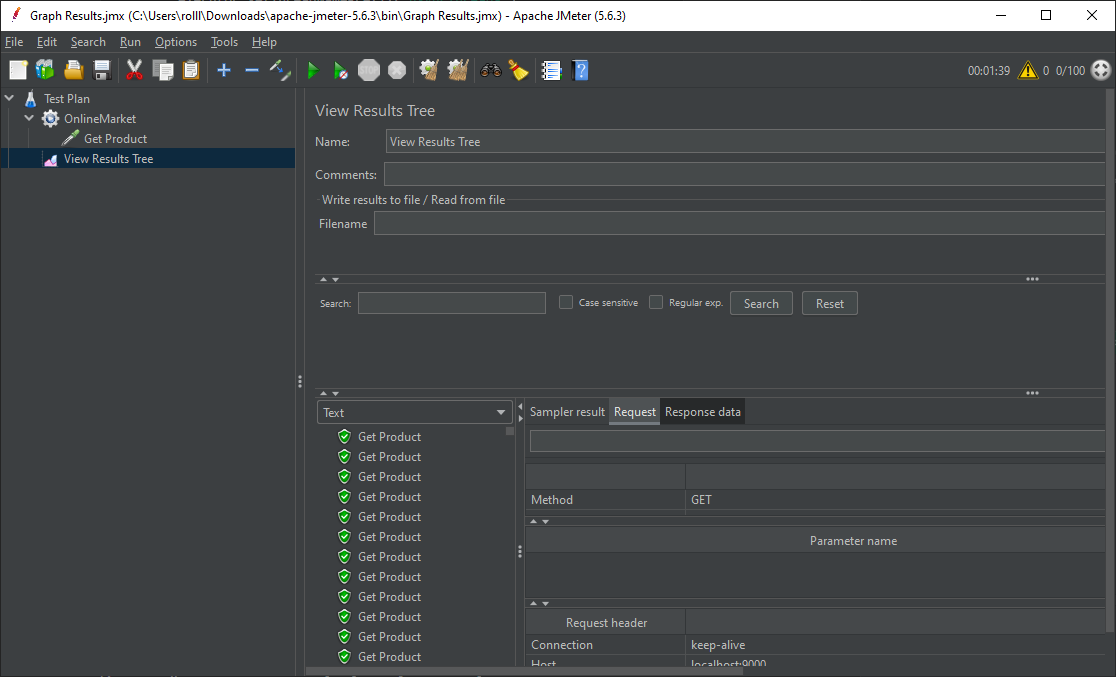 Graph Results.jmx (C:\Users\rolll\Downloads\apache-jmeter-5.6.3\bin\Graph Results.jmx) - Apache JMeter (5.6.3)
File Edit Search Run Options Tools Help
STOP 00:01:39 0 0/100
Test Plan
OnlineMarket
Get Product
View Results Tree
View Results Tree
Name: View Results Tree
Comments:
Write results to file / Read from file
Filename
Search: Case sensitive Regular exp. Search Reset
Text
Get Product
Get Product
Get Product
Get Product
Get Product
Get Product
Get Product
Get Product
Get Product
Get Product
Get Product
Get Product
Sampler result Request Response data
Method GET
Parameter name
Request header
Connection keep-alive
Host localhost:9000